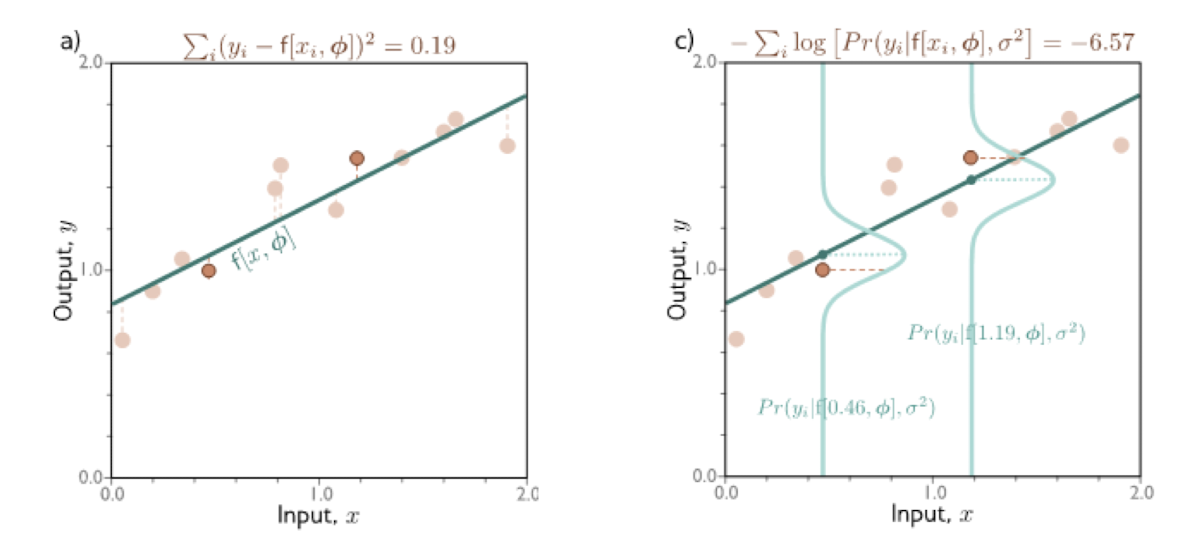 a)
∑ᵢ(yᵢ − f[xᵢ, ϕ])² = 0.19
2.0
1.0
0.0
Output, y
f[x, ϕ]
0.0 1.0 2.0
Input, x
c)
− ∑ᵢ log [Pr(yᵢ|f[xᵢ, ϕ], σ²] = −6.57
2.0
1.0
0.0
Output, y
Pr(yᵢ|f[1.19, ϕ], σ²)
Pr(yᵢ|f[0.46, ϕ], σ²)
0.0 1.0 2.0
Input, x